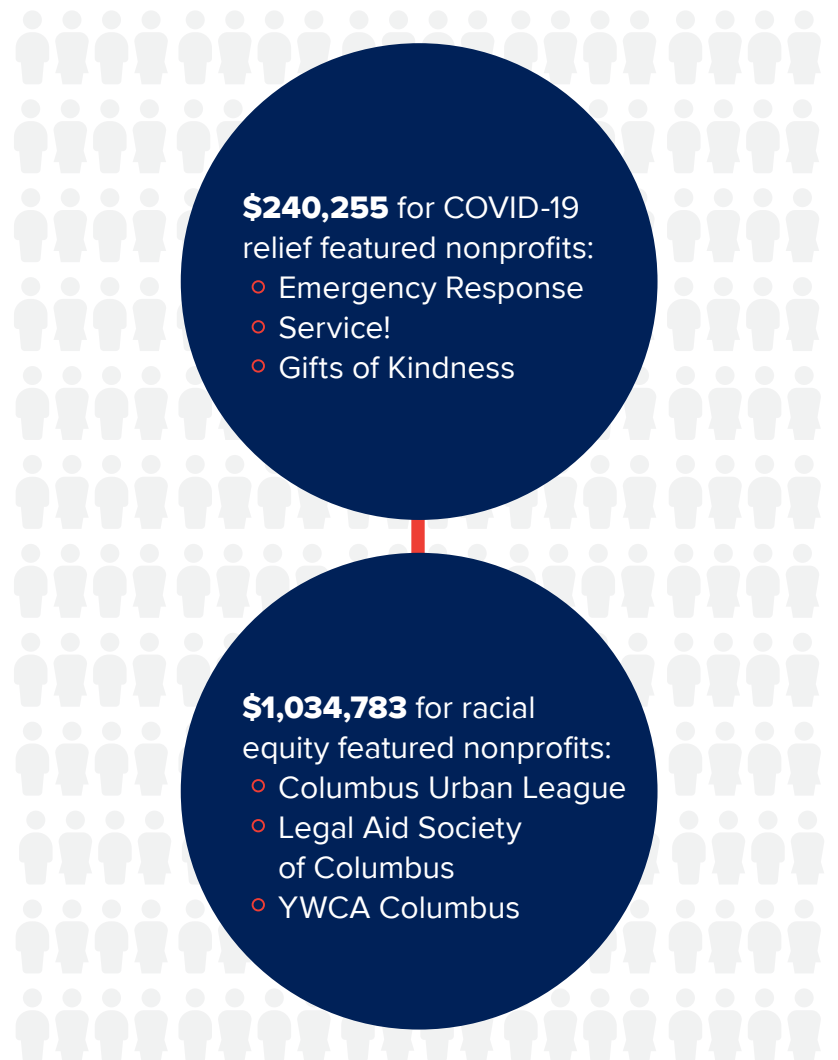 $240,255 for COVID-19
relief featured nonprofits:
Emergency Response
Service!
Gifts of Kindness
$1,034,783 for racial
equity featured nonprofits:
Columbus Urban League
Legal Aid Society
of Columbus
YWCA Columbus